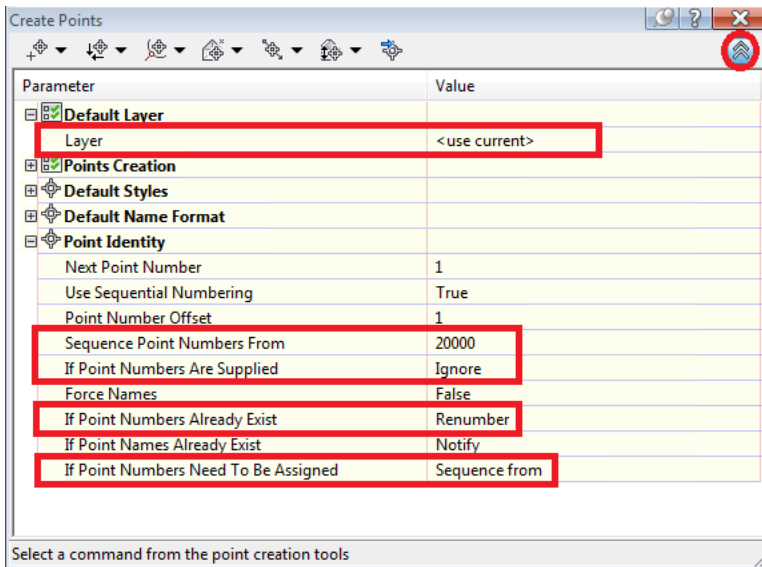 Create Points
Parameter Value
Default Layer
Layer <use current>
Points Creation
Default Styles
Default Name Format
Point Identity
Next Point Number 1
Use Sequential Numbering True
Point Number Offset 1
Sequence Point Numbers From 20000
If Point Numbers Are Supplied Ignore
Force Names False
If Point Numbers Already Exist Renumber
If Point Names Already Exist Notify
If Point Numbers Need To Be Assigned Sequence from
Select a command from the point creation tools